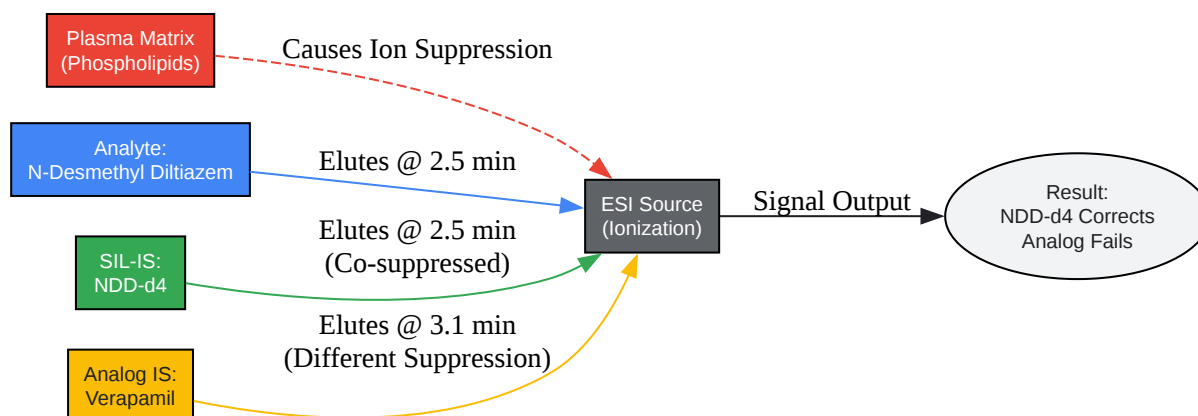 Plasma Matrix
(Phospholipids)
Causes Ion Suppression
Analyte:
N-Desmethyl Diltiazem
Elutes @ 2.5 min
SIL-IS:
NDD-d4
Elutes @ 2.5 min
(Co-suppressed)
Analog IS:
Verapamil
Elutes @ 3.1 min
(Different Suppression)
ESI Source
(Ionization)
Signal Output
Result:
NDD-d4 Corrects
Analog Fails